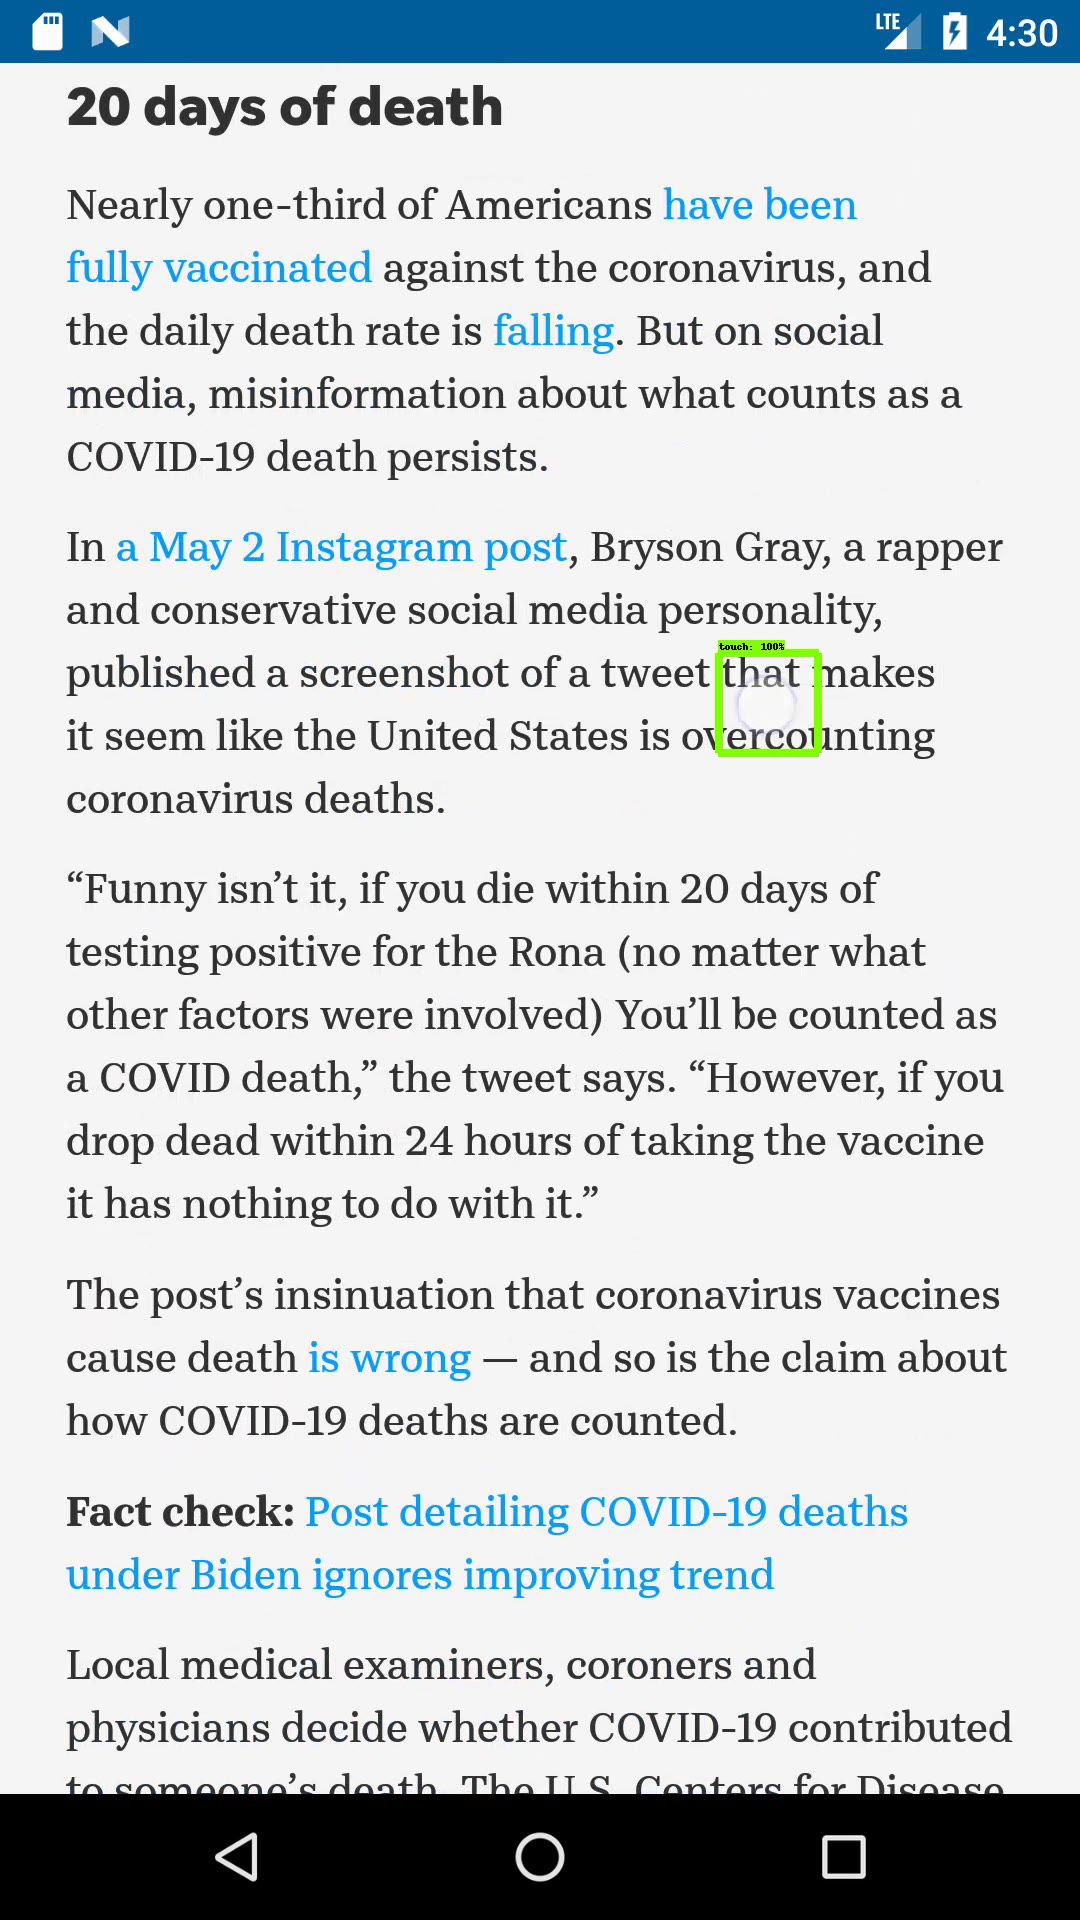 LTE 4:30
20 days of death
Nearly one-third of Americans have been
fully vaccinated against the coronavirus, and
the daily death rate is falling. But on social
media, misinformation about what counts as a
COVID-19 death persists.
In a May 2 Instagram post, Bryson Gray, a rapper
and conservative social media personality,
touch: 100%
published a screenshot of a tweet that makes
it seem like the United States is overcounting
coronavirus deaths.
“Funny isn’t it, if you die within 20 days of
testing positive for the Rona (no matter what
other factors were involved) You’ll be counted as
a COVID death,” the tweet says. “However, if you
drop dead within 24 hours of taking the vaccine
it has nothing to do with it.”
The post’s insinuation that coronavirus vaccines
cause death is wrong — and so is the claim about
how COVID-19 deaths are counted.
Fact check: Post detailing COVID-19 deaths
under Biden ignores improving trend
Local medical examiners, coroners and
physicians decide whether COVID-19 contributed
to someone’s death. The U.S. Centers for Disease